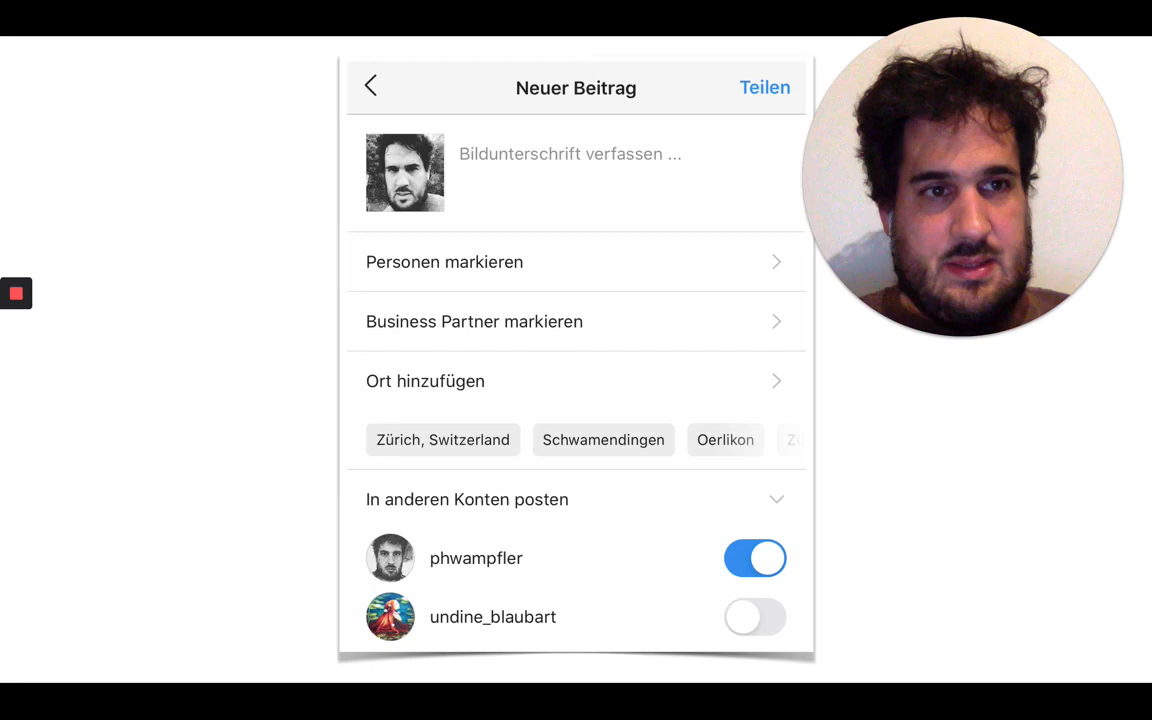 Neuer Beitrag
Teilen
Bildunterschrift verfassen ...
Personen markieren
Business Partner markieren
Ort hinzufügen
Zürich, Switzerland
Schwamendingen
Oerlikon
In anderen Konten posten
phwampfler
undine_blaubart